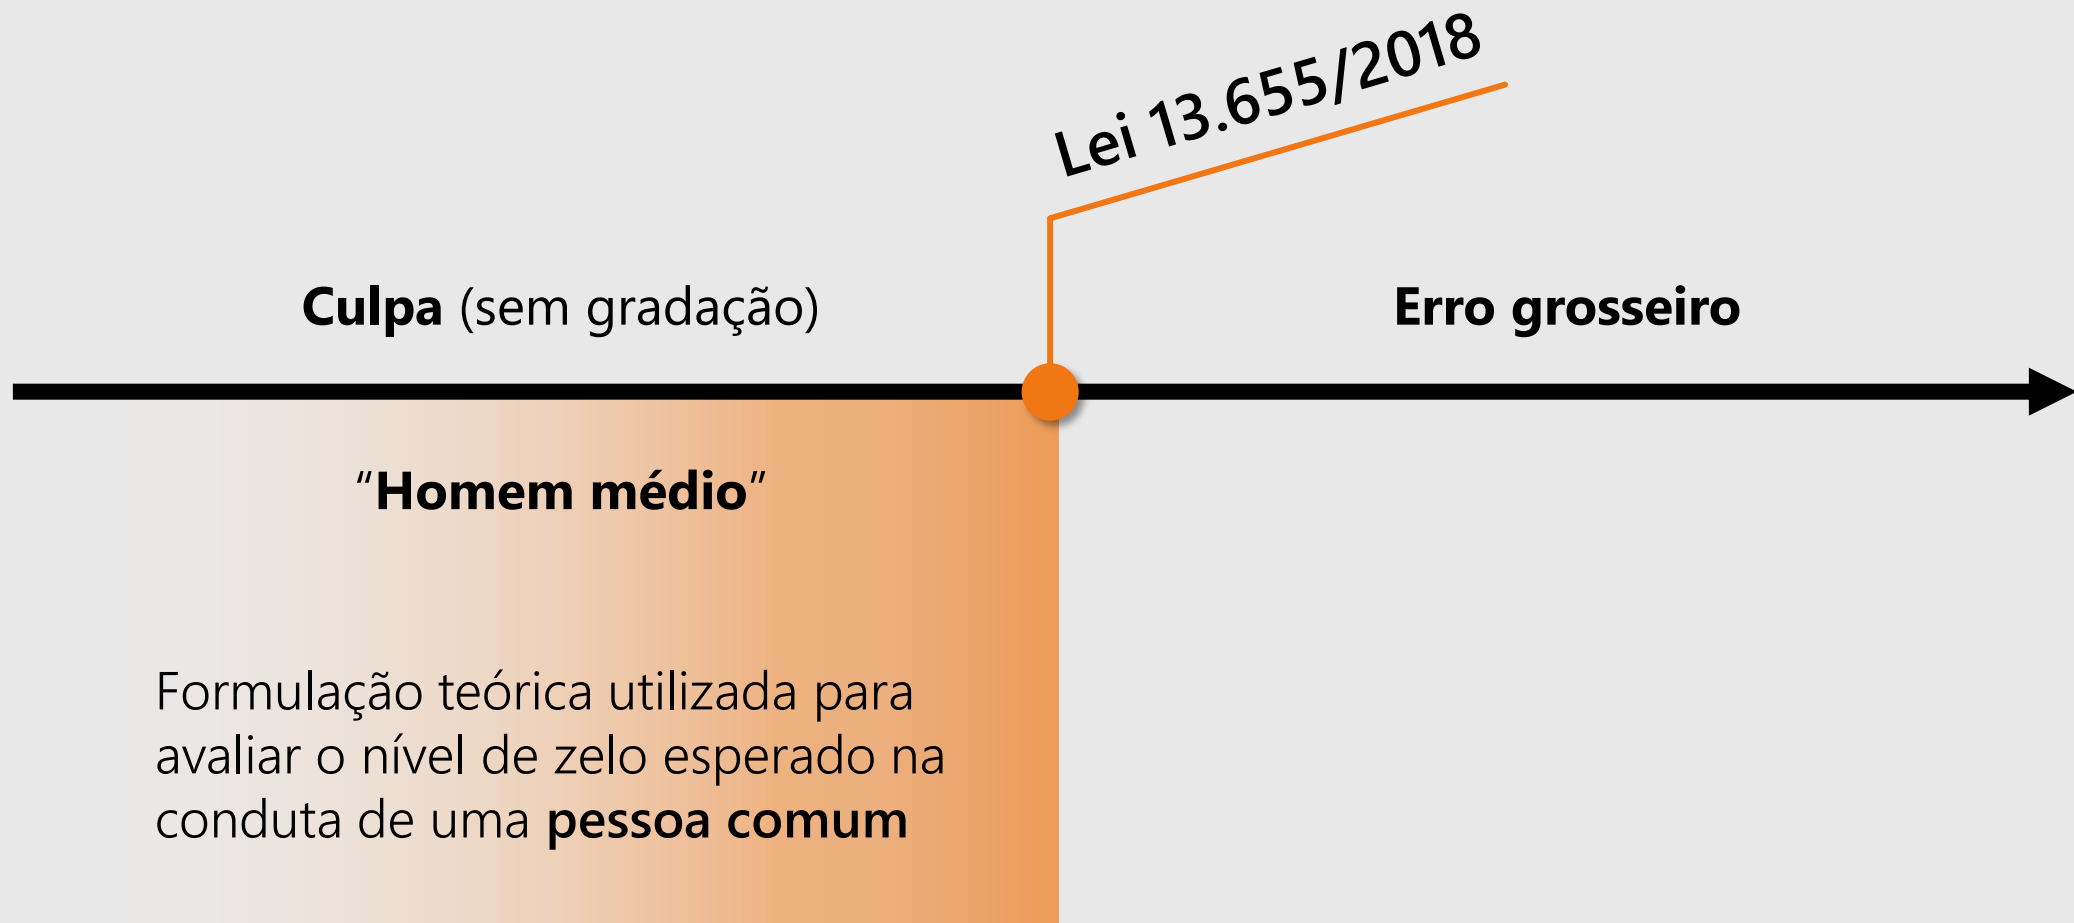 Lei 13.655/2018
Culpa (sem gradação)
Erro grosseiro
“Homem médio”
Formulação teórica utilizada para
avaliar o nível de zelo esperado na
conduta de uma pessoa comum